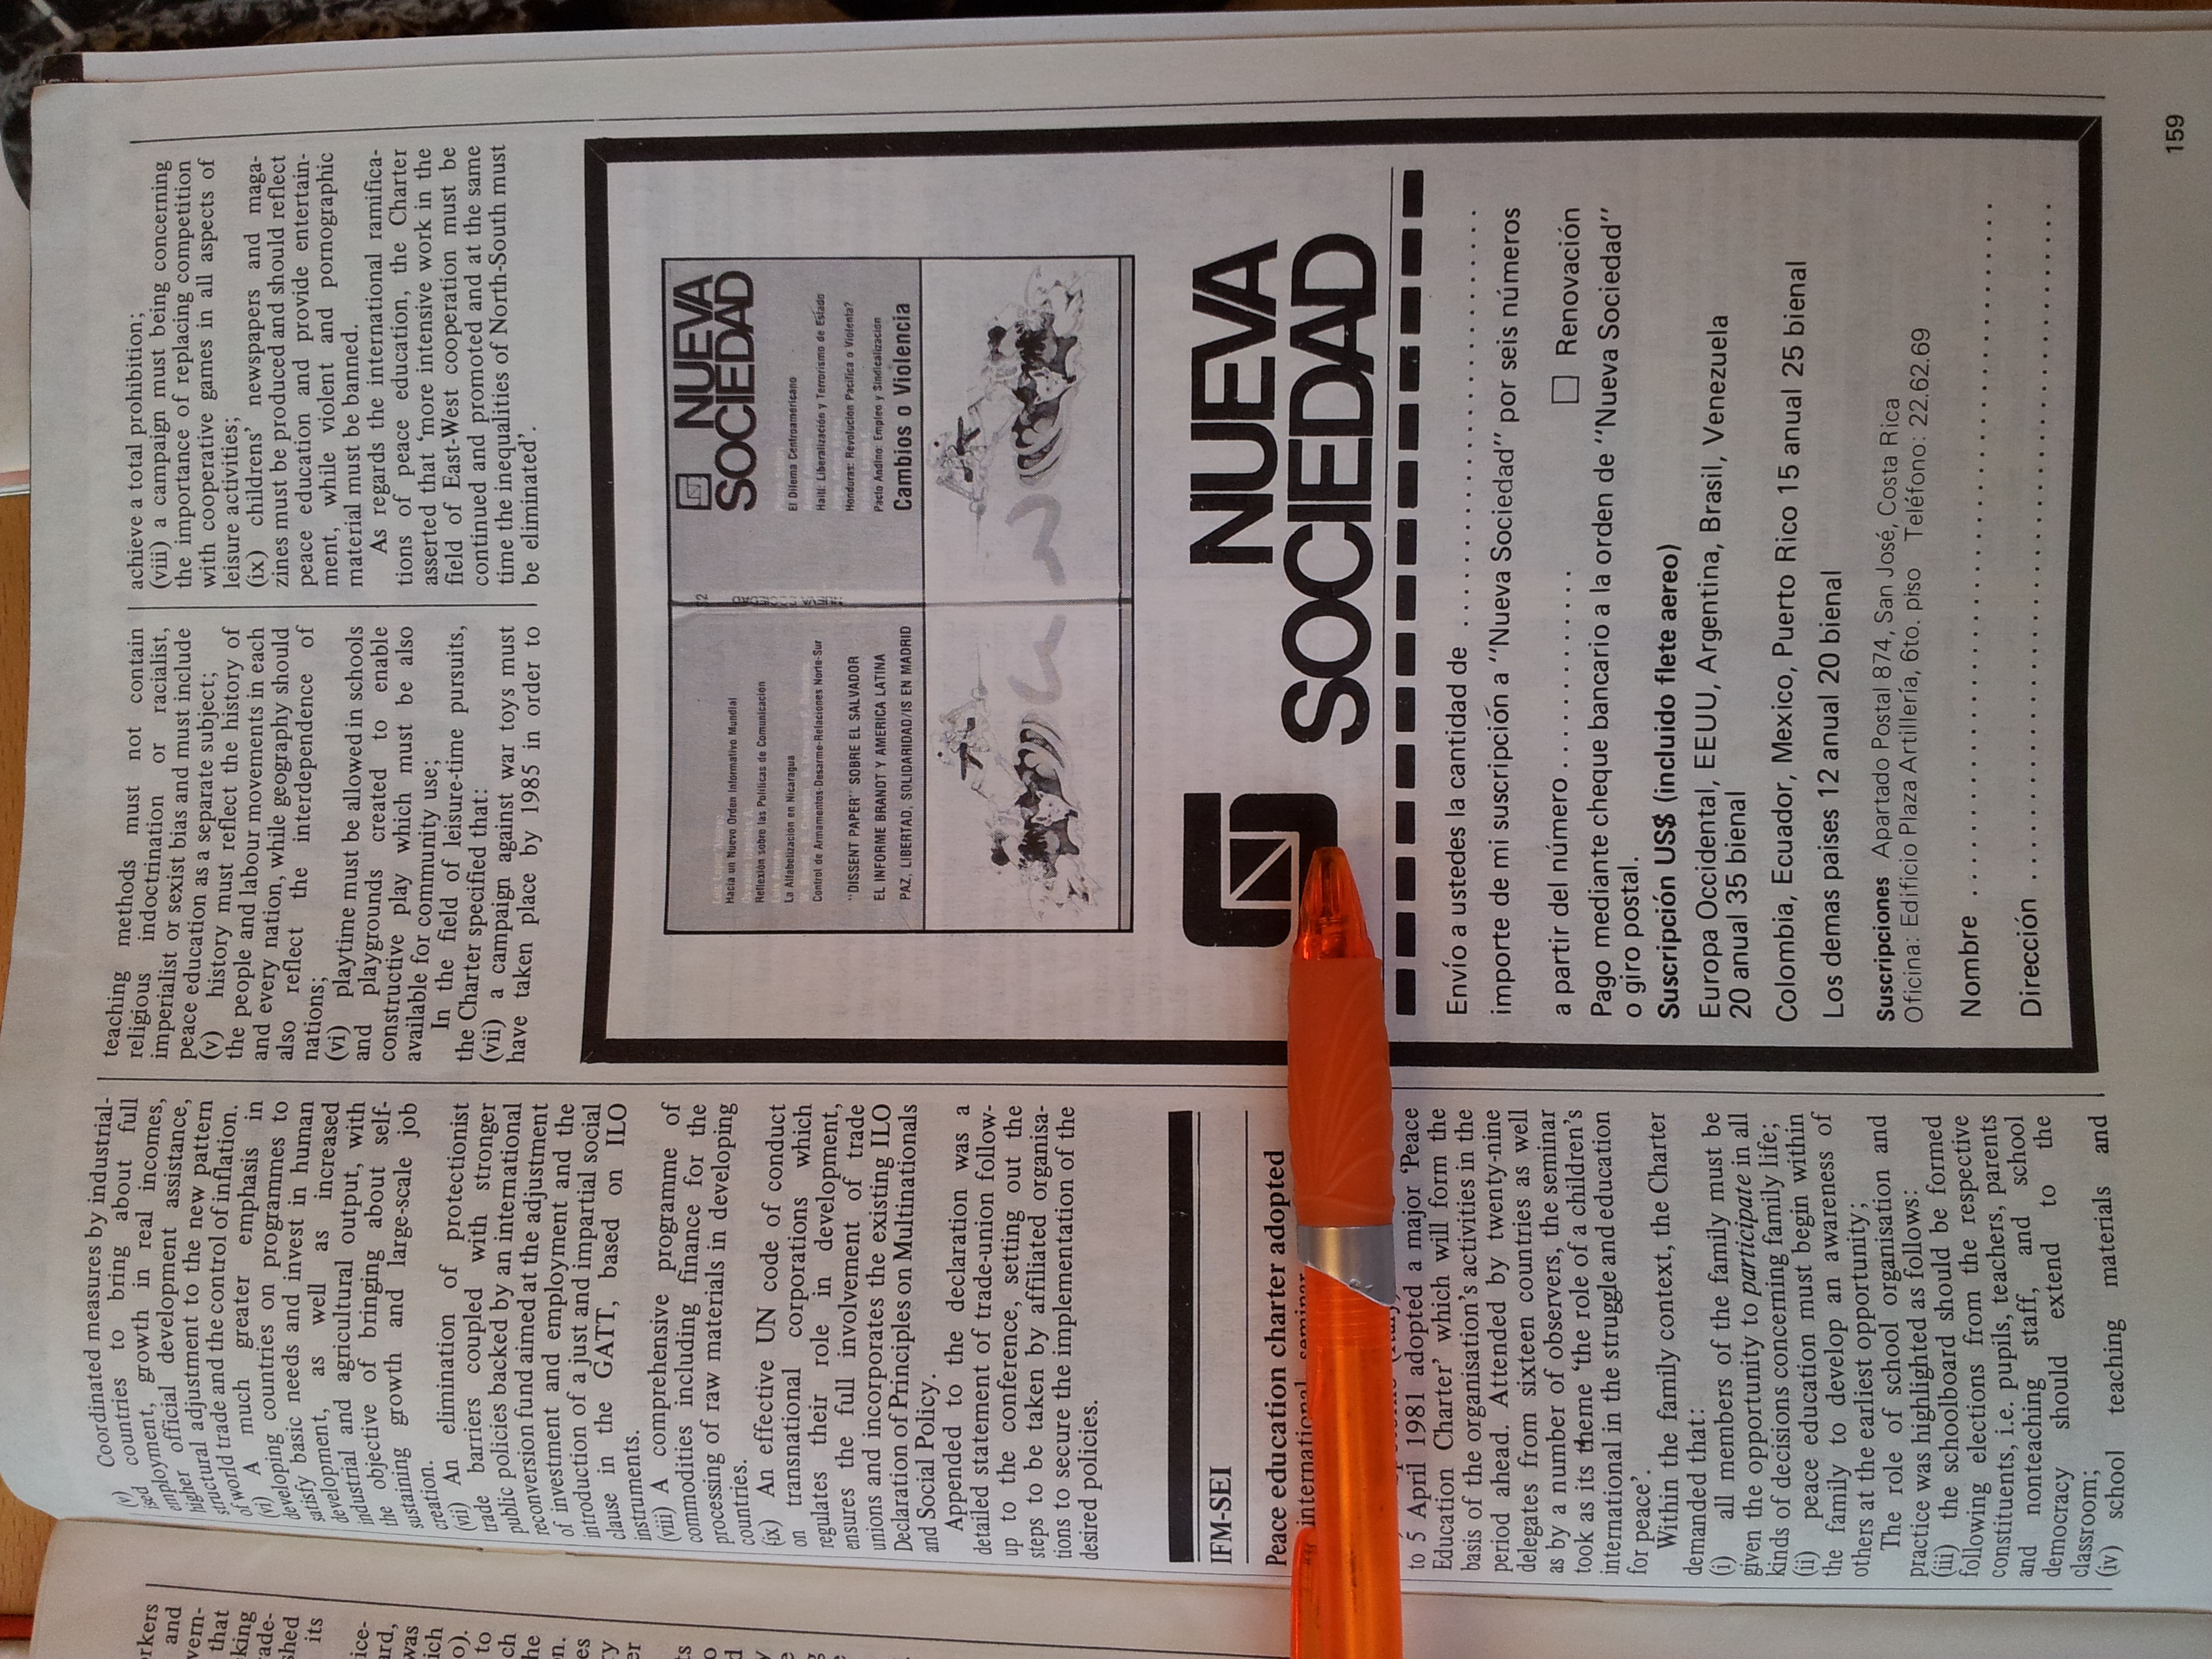 rkers
and
vern-
that
king
rade-
shed
its
ice-
ard,
was
hich
o).
to
ch
he
n.
es
ry
er
(v) Coordinated measures by industrial-
ised countries to bring about full
employment, growth in real incomes,
higher official development assistance,
structural adjustment to the new pattern
of world trade and the control of inflation.
(vi) A much greater emphasis in
developing countries on programmes to
satisfy basic needs and invest in human
development, as well as increased
industrial and agricultural output, with
the objective of bringing about self-
sustaining growth and large-scale job
creation.
(vii) An elimination of protectionist
trade barriers coupled with stronger
public policies backed by an international
reconversion fund aimed at the adjustment
of investment and employment and the
introduction of a just and impartial social
clause in the GATT, based on ILO
instruments.
(viii) A comprehensive programme of
commodities including finance for the
processing of raw materials in developing
countries.
(ix) An effective UN code of conduct
on transnational corporations which
regulates their role in development,
ensures the full involvement of trade
unions and incorporates the existing ILO
Declaration of Principles on Multinationals
and Social Policy.
Appended to the declaration was a
detailed statement of trade-union follow-
up to the conference, setting out the
steps to be taken by affiliated organisa-
tions to secure the implementation of the
desired policies.
IFM-SEI
Peace education charter adopted
international seminar
to 5 April 1981 adopted a major 'Peace
Education Charter' which will form the
basis of the organisation's activities in the
period ahead. Attended by twenty-nine
delegates from sixteen countries as well
as by a number of observers, the seminar
took as its theme 'the role of a children's
international in the struggle and education
for peace'.
Within the family context, the Charter
demanded that:
(i) all members of the family must be
given the opportunity to participate in all
kinds of decisions concerning family life;
(ii) peace education must begin within
the family to develop an awareness of
others at the earliest opportunity;
The role of school organisation and
practice was highlighted as follows:
(iii) the schoolboard should be formed
following elections from the respective
constituents, i.e. pupils, teachers, parents
and nonteaching staff, and school
democracy should extend to the
classroom;
(iv) school teaching materials and
teaching methods must not contain
religious indoctrination or racialist,
imperialist or sexist bias and must include
peace education as a separate subject;
(v) history must reflect the history of
the people and labour movements in each
and every nation, while geography should
also reflect the interdependence of
nations;
(vi) playtime must be allowed in schools
and playgrounds created to enable
constructive play which must be also
available for community use;
In the field of leisure-time pursuits,
the Charter specified that:
(vii) a campaign against war toys must
have taken place by 1985 in order to
achieve a total prohibition;
(viii) a campaign must being concerning
the importance of replacing competition
with cooperative games in all aspects of
leisure activities;
(ix) childrens' newspapers and maga-
zines must be produced and should reflect
peace education and provide entertain-
ment, while violent and pornographic
material must be banned.
As regards the international ramifica-
tions of peace education, the Charter
asserted that 'more intensive work in the
field of East-West cooperation must be
continued and promoted and at the same
time the inequalities of North-South must
be eliminated'.
Hacia un Nuevo Orden Informativo Mundial
Reflexión sobre las Políticas de Comunicación
La Alfabetización en Nicaragua
Control de Armamentos-Desarme-Relaciones Norte-Sur
"DISSENT PAPER" SOBRE EL SALVADOR
EL INFORME BRANDT Y AMERICA LATINA
PAZ, LIBERTAD, SOLIDARIDAD/IS EN MADRID
NUEVA
SOCIEDAD
El Dilema Centroamericano
Haití: Liberalización y Terrorismo de Estado
Honduras: Revolución Pacífica o Violenta?
Pacto Andino: Empleo y Sindicalización
Cambios o Violencia
NUEVA
SOCIEDAD
Envío a ustedes la cantidad de . . . . . . . . . . . . . . . . . . . . . . . .
importe de mi suscripción a "Nueva Sociedad" por seis números
a partir del número . . . . . . . . . . . □ Renovación
Pago mediante cheque bancario a la orden de "Nueva Sociedad"
o giro postal.
Suscripción US$ (incluido flete aereo)
Europa Occidental, EEUU, Argentina, Brasil, Venezuela
20 anual 35 bienal
Colombia, Ecuador, Mexico, Puerto Rico 15 anual 25 bienal
Los demas paises 12 anual 20 bienal
Suscripciones Apartado Postal 874, San José, Costa Rica
Oficina: Edificio Plaza Artillería, 6to. piso Teléfono: 22.62.69
Nombre . . . . . . . . . . . . . . . . . . . . . . . . . . . . . . . . . . . .
Dirección . . . . . . . . . . . . . . . . . . . . . . . . . . . . . . . . . . .
159